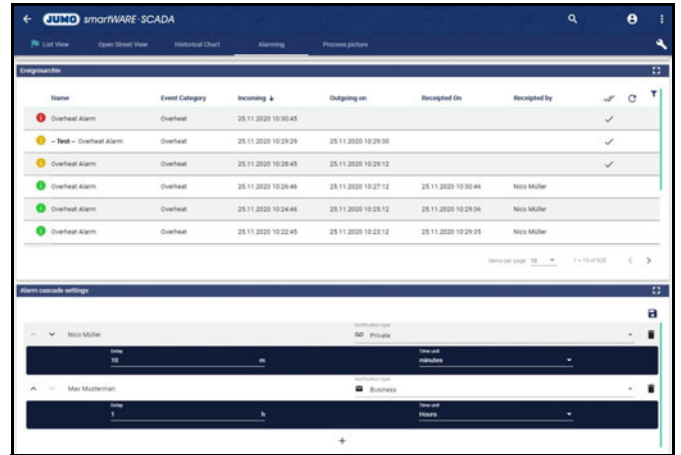 JUMO smartWARE·SCADA
List View Open Street View Historical Chart Alarming Process picture
Ereignisarchiv
Name Event Category Incoming Outgoing on Receipted On Receipted by
Overheat Alarm Overheat 25.11.2020 10:30:45
– Test – Overheat Alarm Overheat 25.11.2020 10:29:29 25.11.2020 10:29:30
Overheat Alarm Overheat 25.11.2020 10:28:45 25.11.2020 10:29:12
Overheat Alarm Overheat 25.11.2020 10:26:46 25.11.2020 10:27:12 25.11.2020 10:30:46 Nico Müller
Overheat Alarm Overheat 25.11.2020 10:24:46 25.11.2020 10:25:12 25.11.2020 10:29:36 Nico Müller
Overheat Alarm Overheat 25.11.2020 10:22:45 25.11.2020 10:23:12 25.11.2020 10:29:35 Nico Müller
Items per page: 10 1 – 10 of 625
Alarm cascade settings
Notification type
Nico Müller Private
Delay Time unit
10 m minutes
Notification type
Max Musterman Business
Delay Time unit
1 h Hours